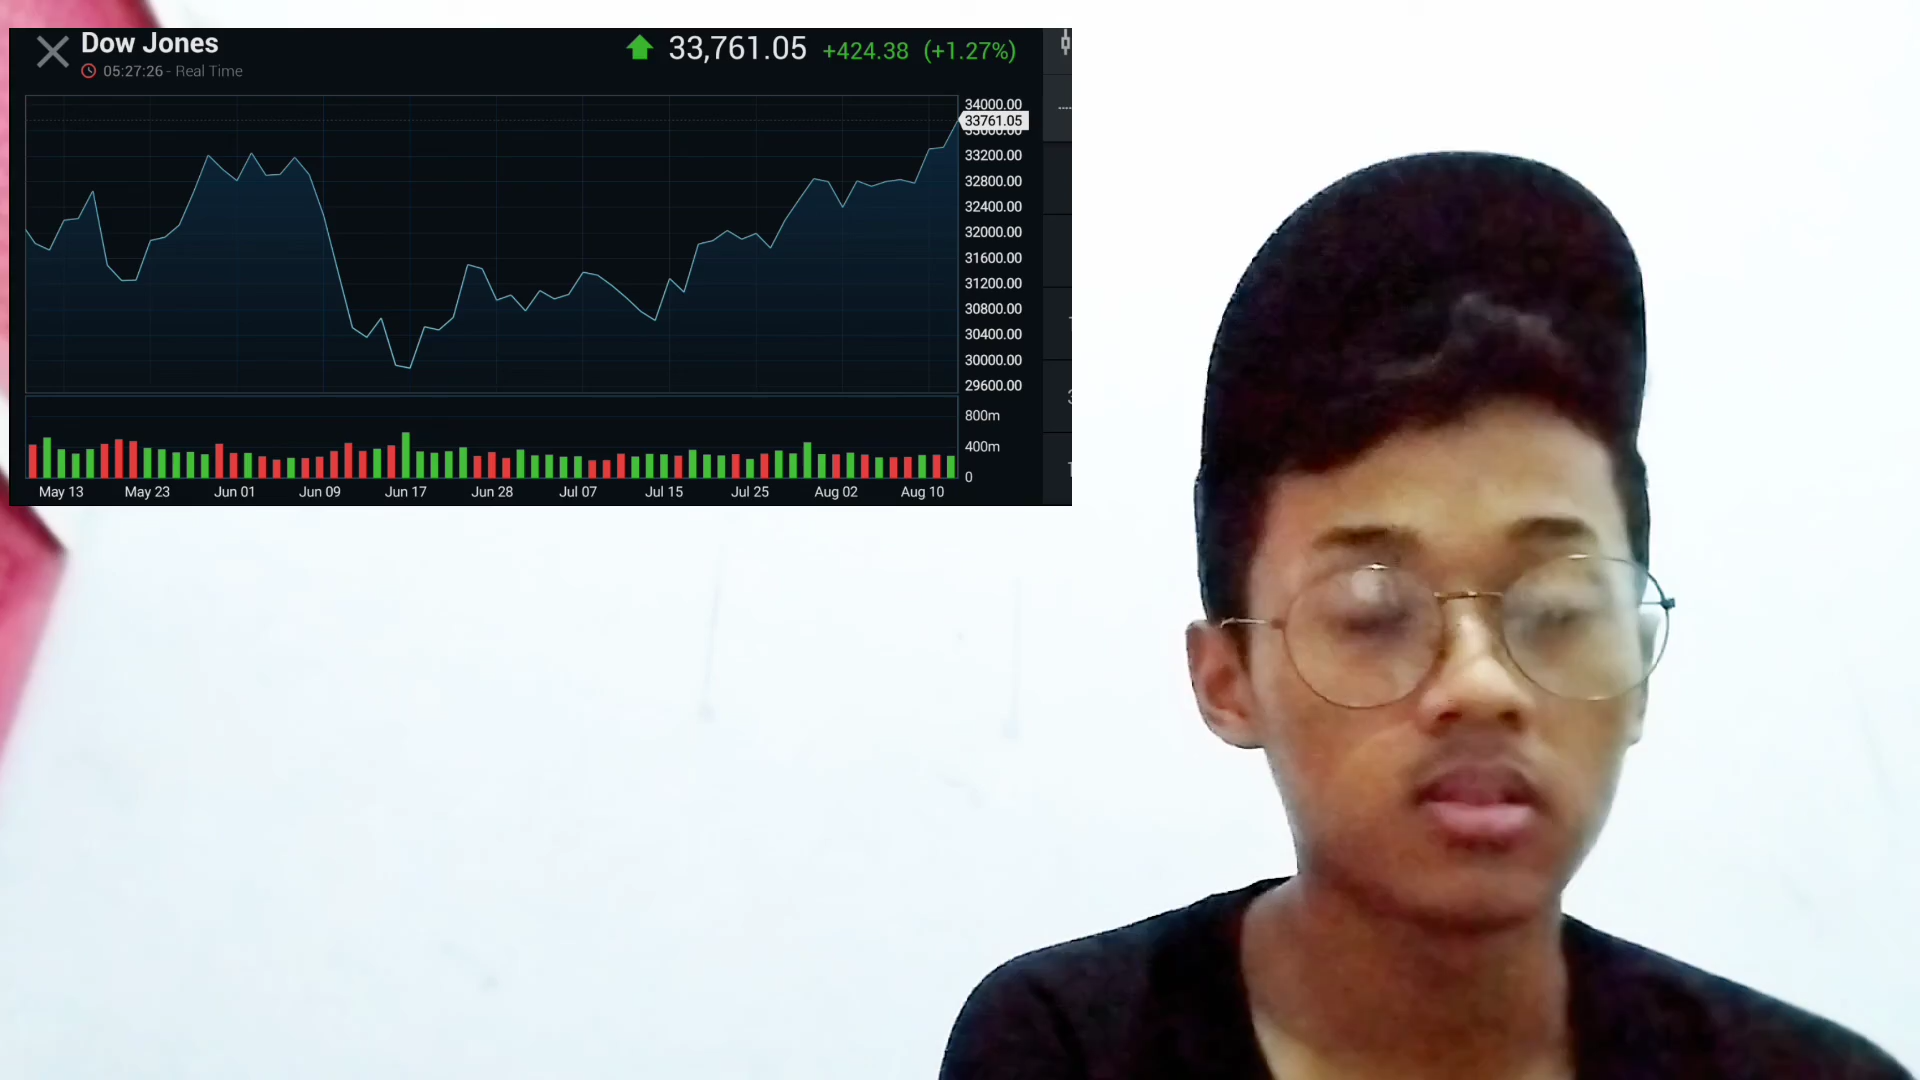 Dow Jones
33,761.05 +424.38 (+1.27%)
05:27:26 - Real Time
34000.00
33761.05
33200.00
32800.00
32400.00
32000.00
31600.00
31200.00
30800.00
30400.00
30000.00
29600.00
800m
400m
0
May 13 May 23 Jun 01 Jun 09 Jun 17 Jun 28 Jul 07 Jul 15 Jul 25 Aug 02 Aug 10